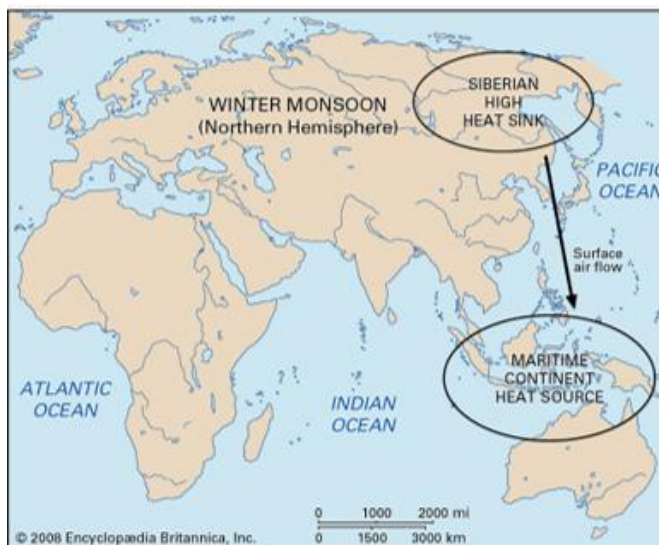 WINTER MONSOON
(Northern Hemisphere)
SIBERIAN
HIGH
HEAT SINK
PACIFIC
OCEAN
Surface
air flow
MARITIME
CONTINENT
HEAT SOURCE
ATLANTIC
OCEAN
INDIAN
OCEAN
0 1000 2000 mi
0 1500 3000 km
© 2008 Encyclopædia Britannica, Inc.